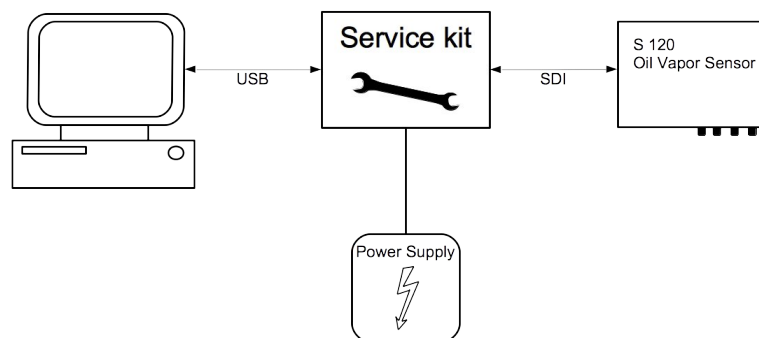 Service kit
S 120
Oil Vapor Sensor
USB
SDI
Power Supply